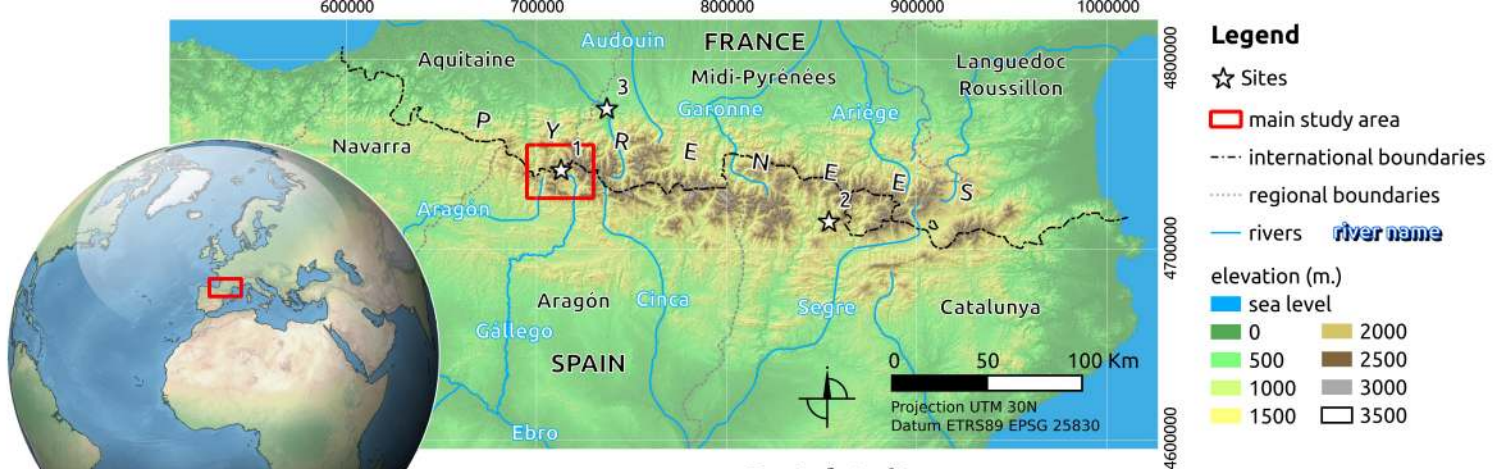 600000 700000 800000 900000 1000000
Audouin FRANCE
Aquitaine Midi-Pyrénées Languedoc
Roussillon
3 Garonne Ariège
Navarra P Y R E N E E S
1
2
Aragón
Aragón Cinca Segre Catalunya
Gállego
SPAIN
Ebro
0 50 100 Km
Projection UTM 30N
Datum ETRS89 EPSG 25830
4800000
4700000
4600000
Legend
Sites
main study area
international boundaries
regional boundaries
rivers river name
elevation (m.)
sea level
0 2000
500 2500
1000 3000
1500 3500